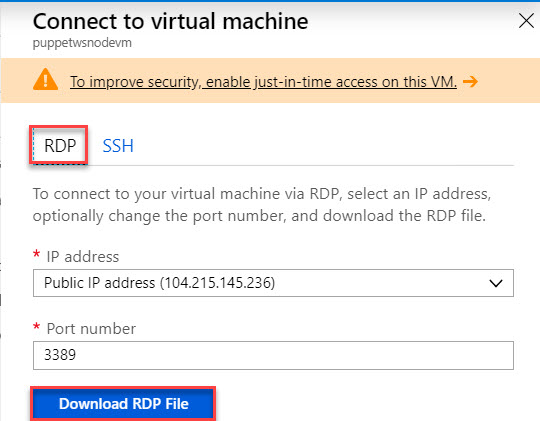 Connect to virtual machine
puppetwsnodevm
To improve security, enable just-in-time access on this VM. →
RDP SSH
To connect to your virtual machine via RDP, select an IP address,
optionally change the port number, and download the RDP file.
* IP address
Public IP address (104.215.145.236)
* Port number
3389
Download RDP File